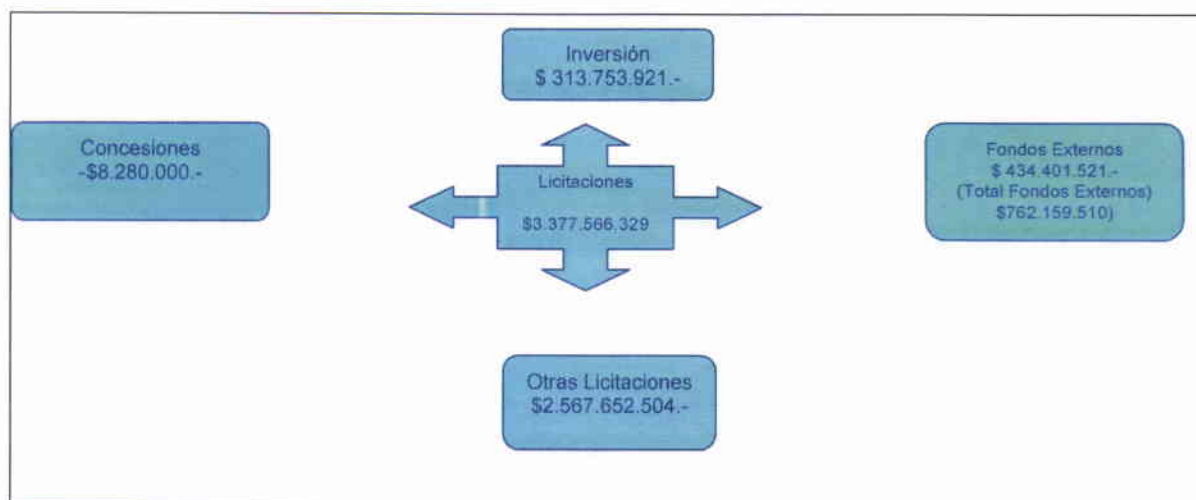 Inversión
$ 313.753.921.-
Concesiones
-$8.280.000.-
Licitaciones
$3.377.566.329
Fondos Externos
$ 434.401.521.-
(Total Fondos Externos)
$762.159.510)
Otras Licitaciones
$2.567.652.504.-